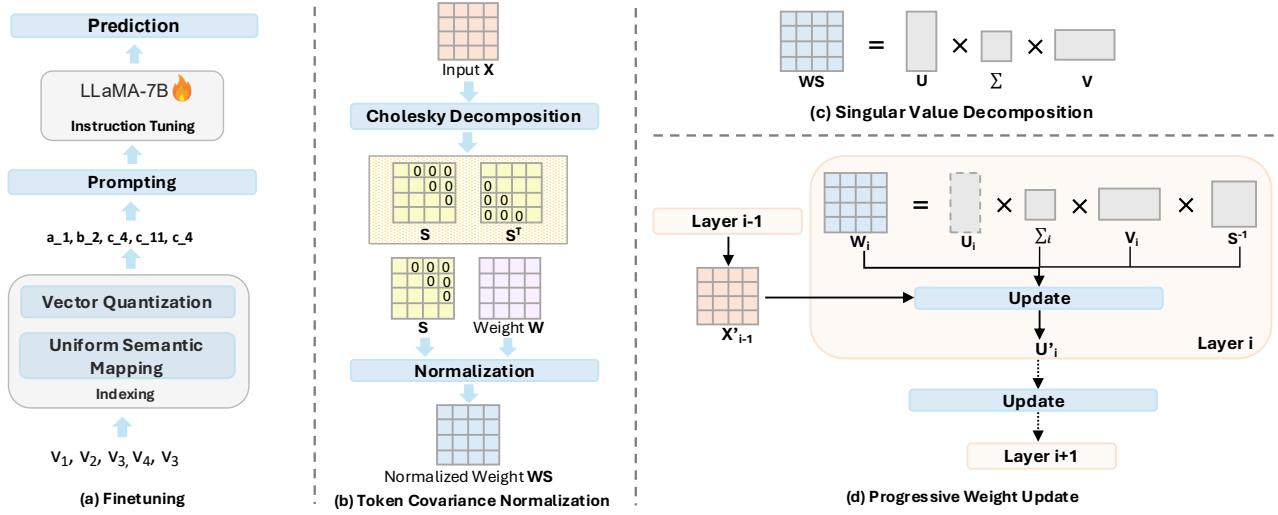 Prediction
LLaMA-7B
Instruction Tuning
Prompting
a_1, b_2, c_4, c_11, c_4
Vector Quantization
Uniform Semantic
Mapping
Indexing
V₁, V₂, V₃, V₄, V₃
(a) Finetuning
Input X
Cholesky Decomposition
0 0 0
0 0
0
S
0
0 0
0 0 0
Sᵀ
0 0 0
0 0
0
S
Weight W
Normalization
Normalized Weight WS
(b) Token Covariance Normalization
WS = U × Σ × V
(c) Singular Value Decomposition
Layer i-1
X'ᵢ₋₁
= × × ×
Wᵢ Uᵢ Σᵢ Vᵢ S⁻¹
Update
U'ᵢ
Layer i
Update
Layer i+1
(d) Progressive Weight Update